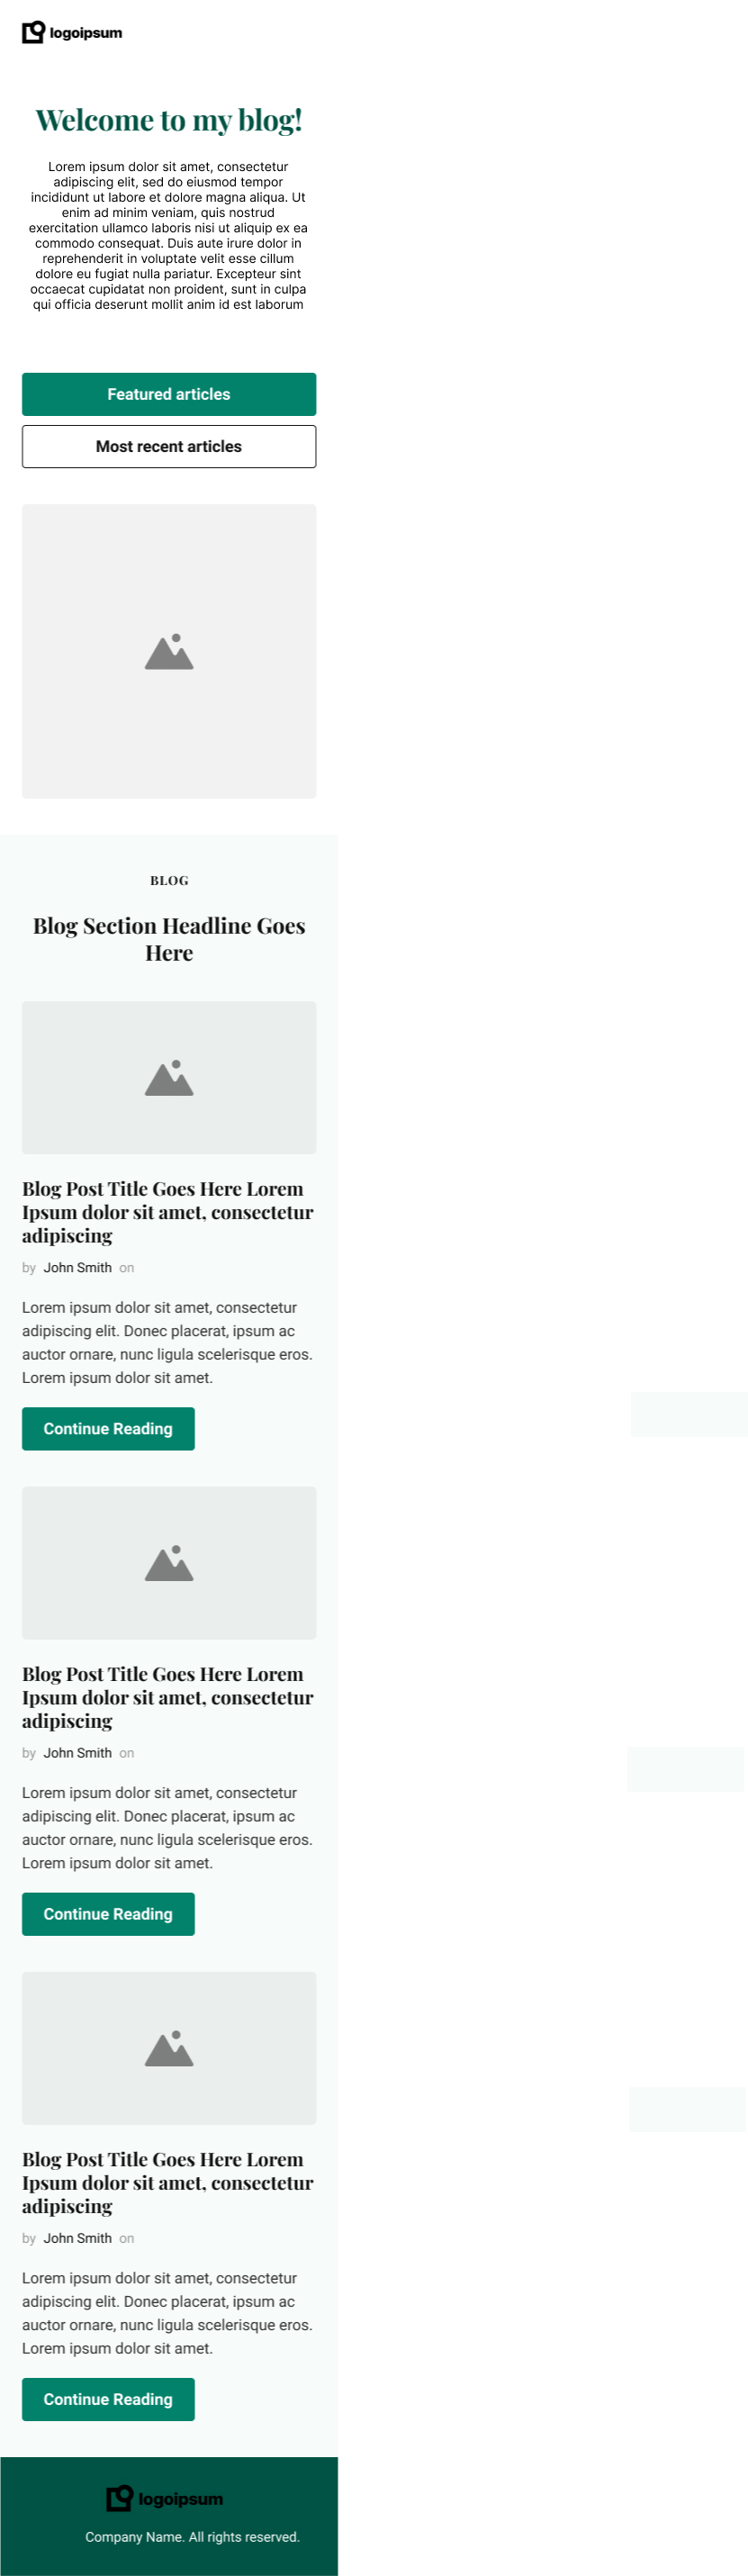 logoipsum
Welcome to my blog!
Lorem ipsum dolor sit amet, consectetur
adipiscing elit, sed do eiusmod tempor
incididunt ut labore et dolore magna aliqua. Ut
enim ad minim veniam, quis nostrud
exercitation ullamco laboris nisi ut aliquip ex ea
commodo consequat. Duis aute irure dolor in
reprehenderit in voluptate velit esse cillum
dolore eu fugiat nulla pariatur. Excepteur sint
occaecat cupidatat non proident, sunt in culpa
qui officia deserunt mollit anim id est laborum
Featured articles
Most recent articles
BLOG
Blog Section Headline Goes
Here
Blog Post Title Goes Here Lorem
Ipsum dolor sit amet, consectetur
adipiscing
by John Smith on
Lorem ipsum dolor sit amet, consectetur
adipiscing elit. Donec placerat, ipsum ac
auctor ornare, nunc ligula scelerisque eros.
Lorem ipsum dolor sit amet.
Continue Reading
Blog Post Title Goes Here Lorem
Ipsum dolor sit amet, consectetur
adipiscing
by John Smith on
Lorem ipsum dolor sit amet, consectetur
adipiscing elit. Donec placerat, ipsum ac
auctor ornare, nunc ligula scelerisque eros.
Lorem ipsum dolor sit amet.
Continue Reading
Blog Post Title Goes Here Lorem
Ipsum dolor sit amet, consectetur
adipiscing
by John Smith on
Lorem ipsum dolor sit amet, consectetur
adipiscing elit. Donec placerat, ipsum ac
auctor ornare, nunc ligula scelerisque eros.
Lorem ipsum dolor sit amet.
Continue Reading
logoipsum
Company Name. All rights reserved.